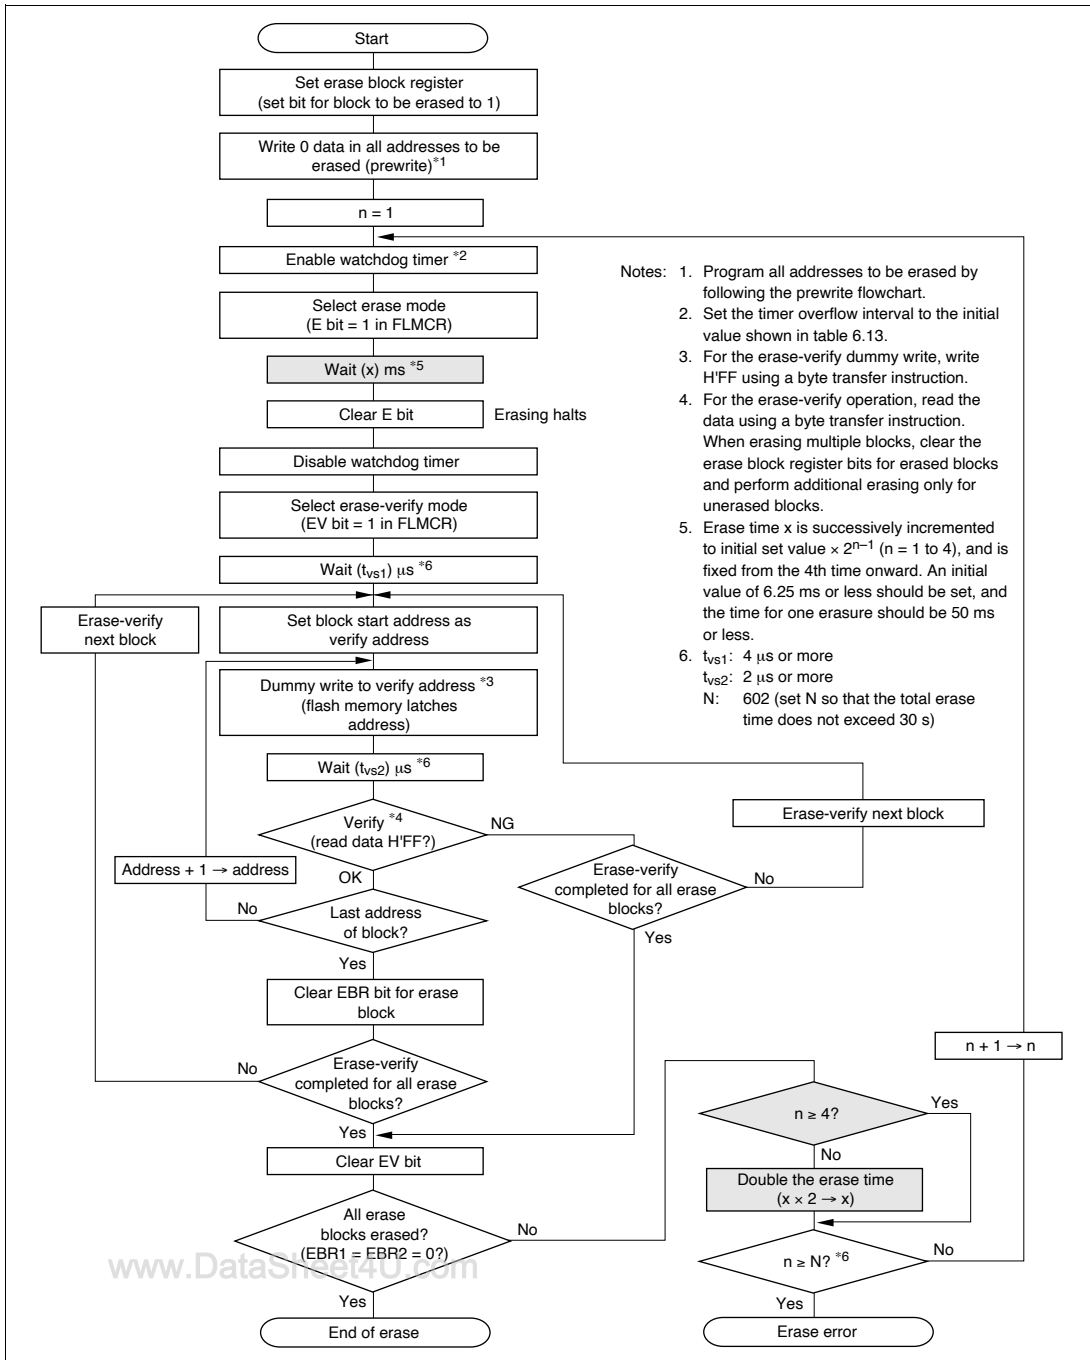 Start
Set erase block register
(set bit for block to be erased to 1)
Write 0 data in all addresses to be
erased (prewrite)*1
n = 1
Enable watchdog timer *2
Select erase mode
(E bit = 1 in FLMCR)
Wait (x) ms *5
Clear E bit
Erasing halts
Disable watchdog timer
Select erase-verify mode
(EV bit = 1 in FLMCR)
Wait (tvs1) µs *6
Erase-verify
next block
Set block start address as
verify address
Dummy write to verify address *3
(flash memory latches
address)
Wait (tvs2) µs *6
Verify *4
(read data H'FF?)
NG
OK
Address + 1 → address
No
Last address
of block?
Yes
Clear EBR bit for erase
block
No
Erase-verify
completed for all erase
blocks?
Yes
Clear EV bit
All erase
blocks erased?
(EBR1 = EBR2 = 0?)
No
Yes
End of erase
Notes: 1. Program all addresses to be erased by
following the prewrite flowchart.
2. Set the timer overflow interval to the initial
value shown in table 6.13.
3. For the erase-verify dummy write, write
H'FF using a byte transfer instruction.
4. For the erase-verify operation, read the
data using a byte transfer instruction.
When erasing multiple blocks, clear the
erase block register bits for erased blocks
and perform additional erasing only for
unerased blocks.
5. Erase time x is successively incremented
to initial set value × 2n–1 (n = 1 to 4), and is
fixed from the 4th time onward. An initial
value of 6.25 ms or less should be set, and
the time for one erasure should be 50 ms
or less.
6. tvs1: 4 µs or more
tvs2: 2 µs or more
N: 602 (set N so that the total erase
time does not exceed 30 s)
Erase-verify next block
Erase-verify
completed for all erase
blocks?
No
Yes
n + 1 → n
n ≥ 4?
Yes
No
Double the erase time
(x × 2 → x)
n ≥ N? *6
No
Yes
Erase error
www.DataSheet4U.com